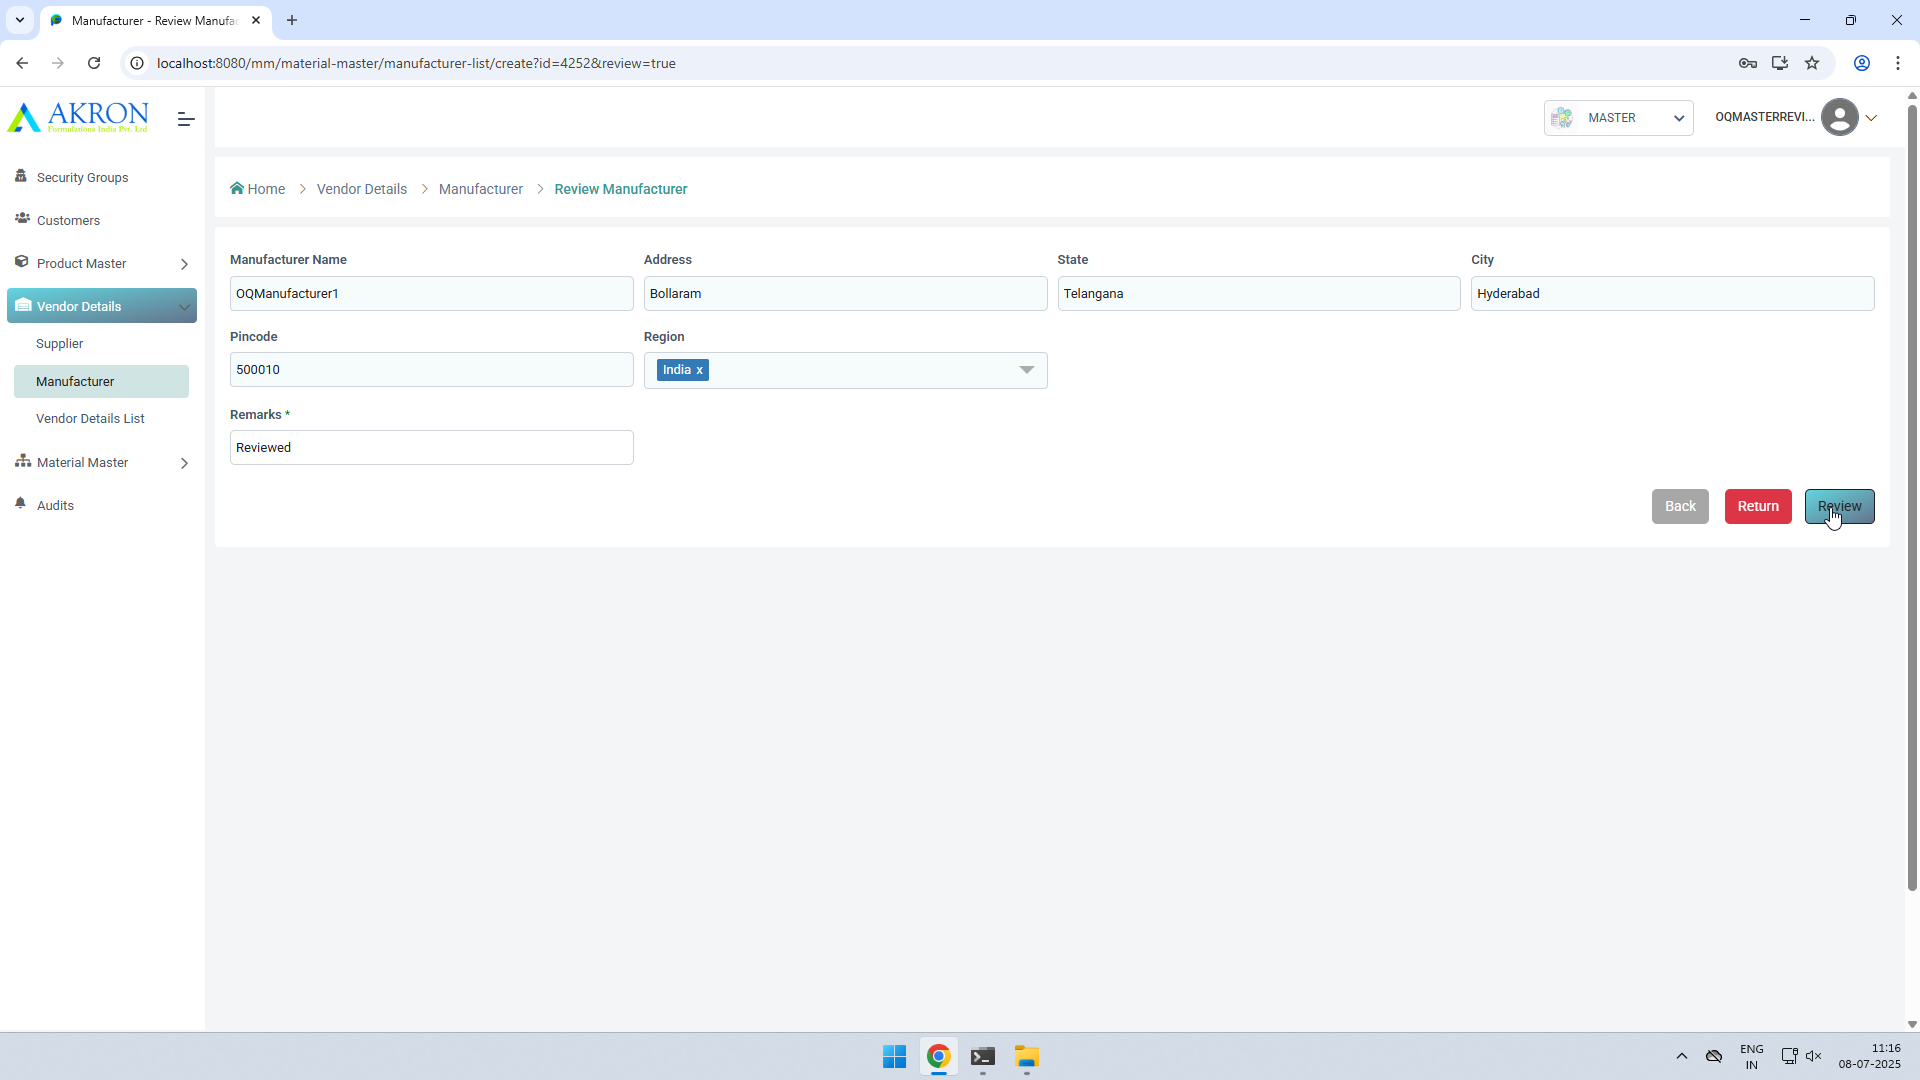 Manufacturer - Review Manufac
localhost:8080/mm/material-master/manufacturer-list/create?id=4252&review=true
AKRON
Formulations India Pvt. Ltd
MASTER
OQMASTERREVI...
Security Groups
Customers
Product Master
Vendor Details
Supplier
Manufacturer
Vendor Details List
Material Master
Audits
Home
Vendor Details
Manufacturer
Review Manufacturer
Manufacturer Name
Address
State
City
OQManufacturer1
Bollaram
Telangana
Hyderabad
Pincode
Region
500010
India x
Remarks *
Reviewed
Back
Return
Review
ENG
IN
11:16
08-07-2025